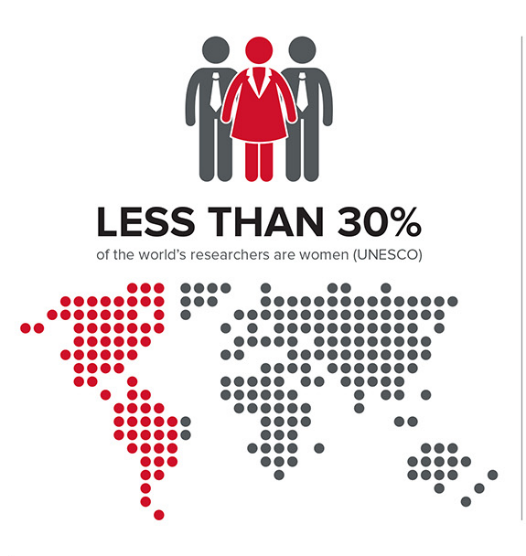 LESS THAN 30%
of the world's researchers are women (UNESCO)